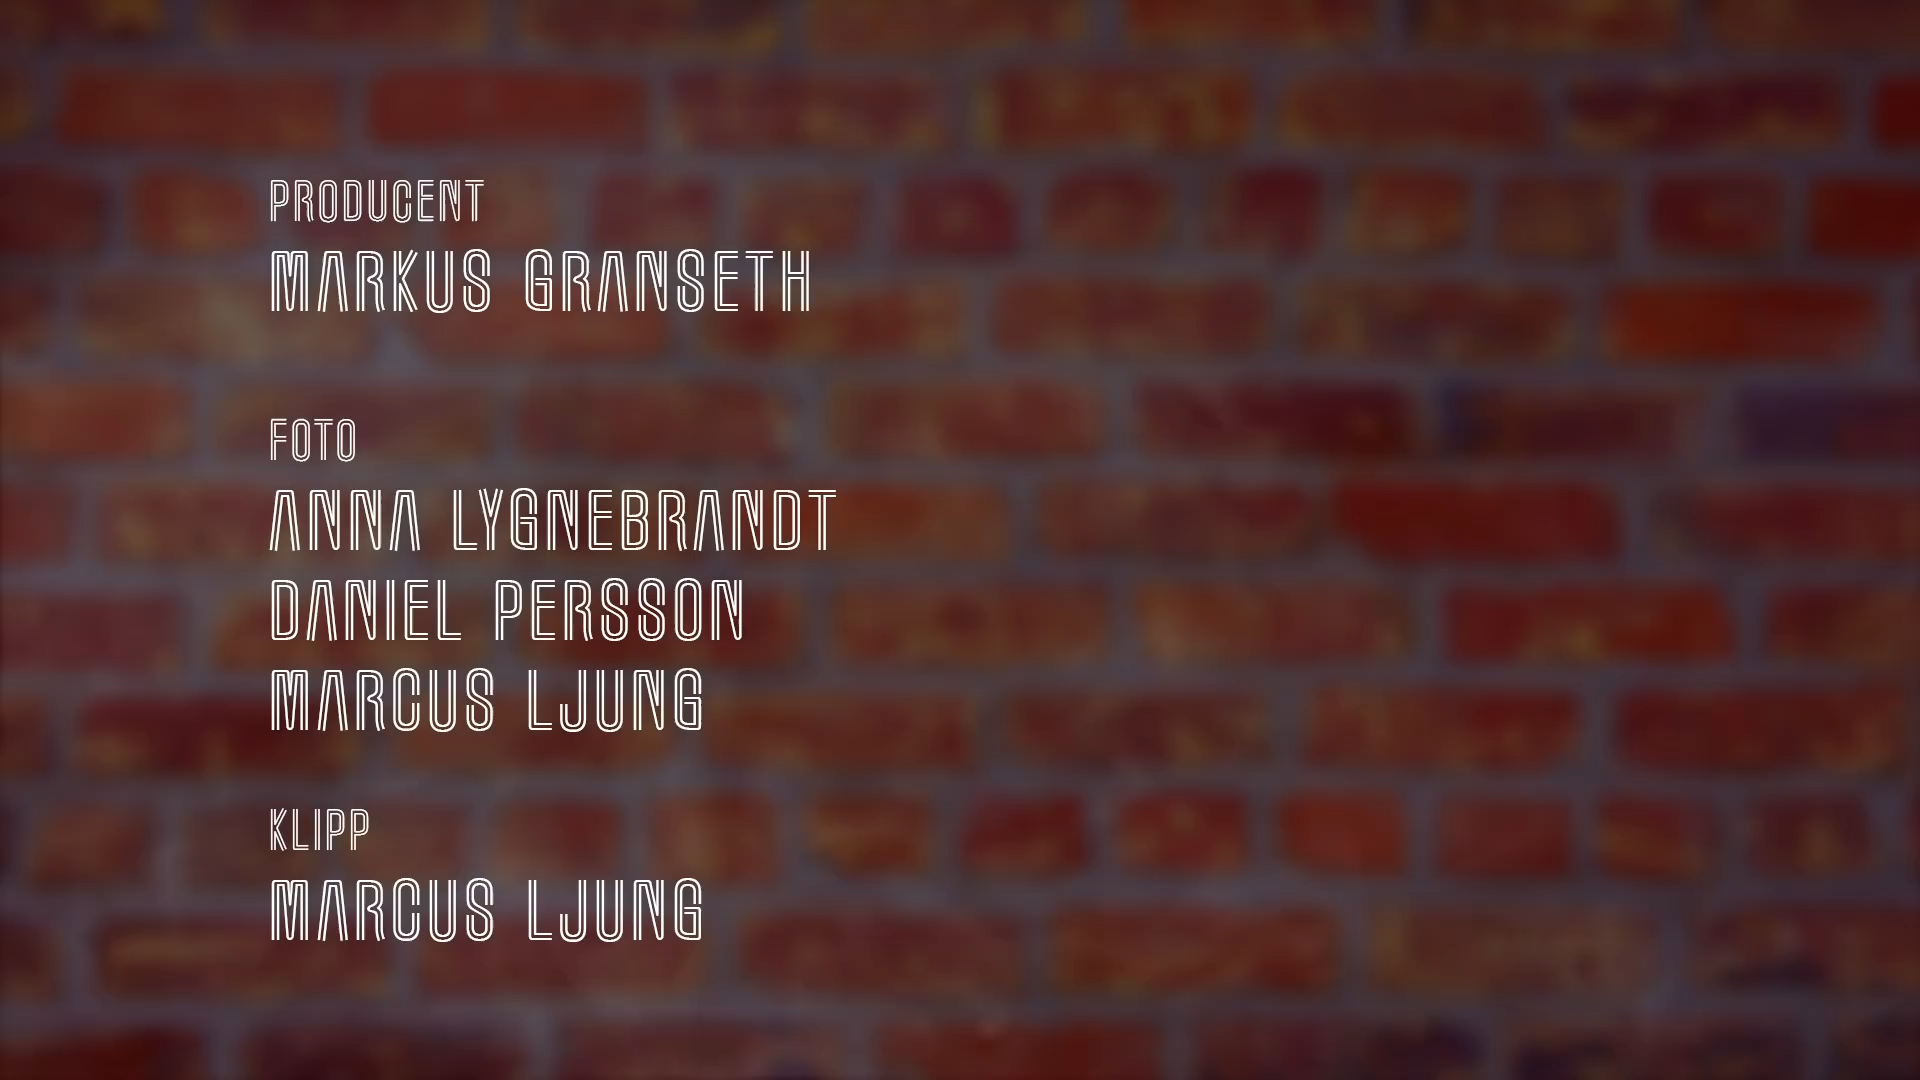 PRODUCENT
MARKUS GRANSETH
FOTO
ANNA LYGNEBRANDT
DANIEL PERSSON
MARCUS LJUNG
KLIPP
MARCUS LJUNG